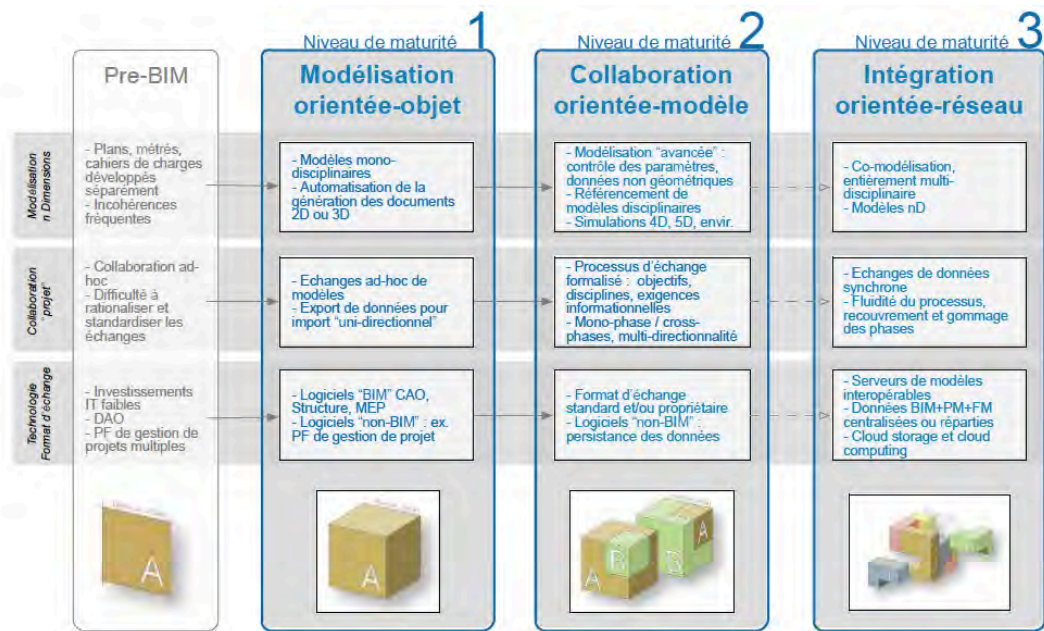 Niveau de maturité 1
Niveau de maturité 2
Niveau de maturité 3
Pre-BIM
Modélisation
orientée-objet
Collaboration
orientée-modèle
Intégration
orientée-réseau
Modélisation
n Dimensions
- Plans, métrés,
cahiers de charges
développés
séparément
- Incohérences
fréquentes
- Modèles mono-
disciplinaires
- Automatisation de la
génération des documents
2D ou 3D
- Modélisation "avancée" :
contrôle des paramètres,
données non géométriques
- Référencement de
modèles disciplinaires
- Simulations 4D, 5D, envir.
- Co-modélisation,
entièrement multi-
disciplinaire
- Modèles nD
Collaboration
"projet"
- Collaboration ad-
hoc
- Difficulté à
rationaliser et
standardiser les
échanges
- Echanges ad-hoc de
modèles
- Export de données pour
import "uni-directionnel"
- Processus d'échange
formalisé : objectifs,
disciplines, exigences
informationnelles
- Mono-phase / cross-
phases, multi-directionnalité
- Echanges de données
synchrone
- Fluidité du processus,
recouvrement et gommage
des phases
Technologie
Format d'échange
- Investissements
IT faibles
- DAO
- PF de gestion de
projets multiples
- Logiciels "BIM" CAO,
Structure, MEP
- Logiciels "non-BIM" : ex.
PF de gestion de projet
- Format d'échange
standard et/ou propriétaire
- Logiciels "non-BIM" :
persistance des données
- Serveurs de modèles
interopérables
- Données BIM+PM+FM
centralisées ou réparties
- Cloud storage et cloud
computing
A
A
A
B
B
A